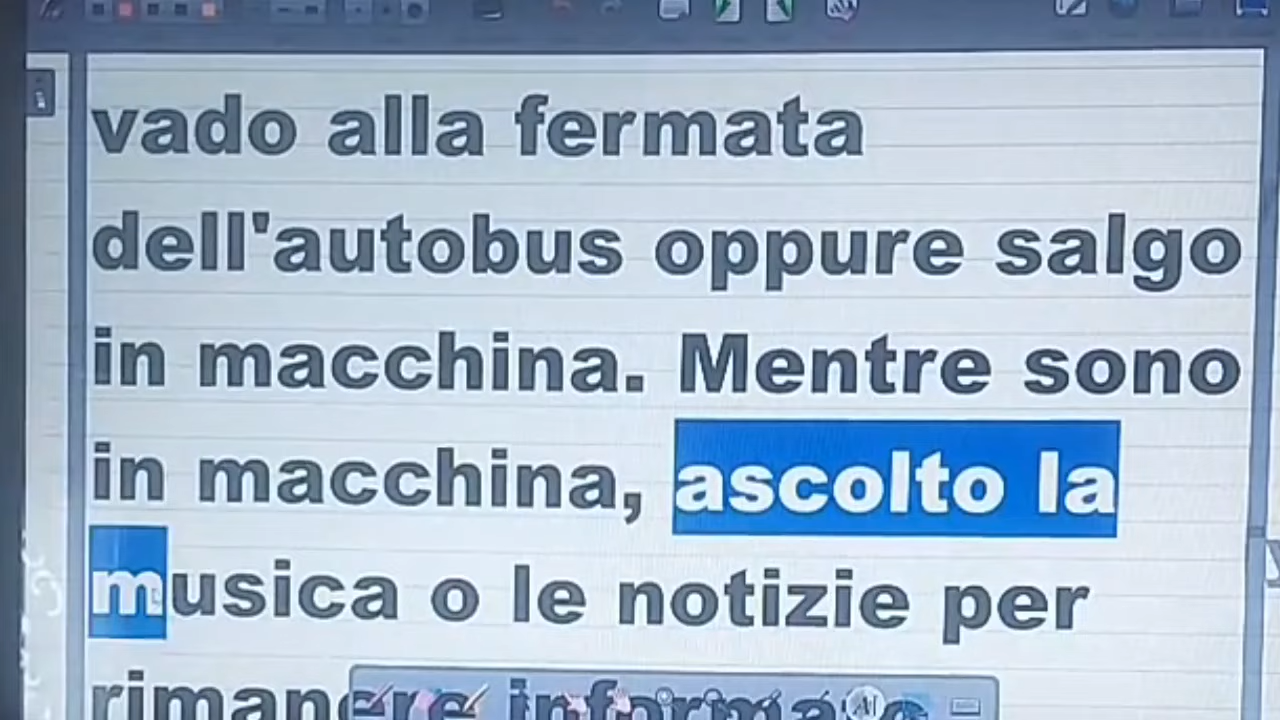 vado alla fermata
dell'autobus oppure salgo
in macchina. Mentre sono
in macchina, ascolto la
musica o le notizie per
rimanere